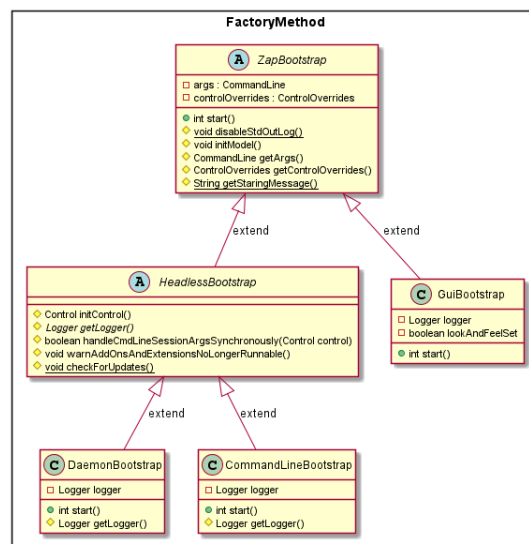 FactoryMethod
A ZapBootstrap
args : CommandLine
controlOverrides : ControlOverrides
int start()
void disableStdOutLog()
void initModel()
CommandLine getArgs()
ControlOverrides getControlOverrides()
String getStaringMessage()
extend
extend
A HeadlessBootstrap
Control initControl()
Logger getLogger()
boolean handleCmdLineSessionArgsSynchronously(Control control)
void warnAddOnsAndExtensionsNoLongerRunnable()
void checkForUpdates()
C GuiBootstrap
Logger logger
boolean lookAndFeelSet
int start()
extend
extend
C DaemonBootstrap
Logger logger
int start()
Logger getLogger()
C CommandLineBootstrap
Logger logger
int start()
Logger getLogger()